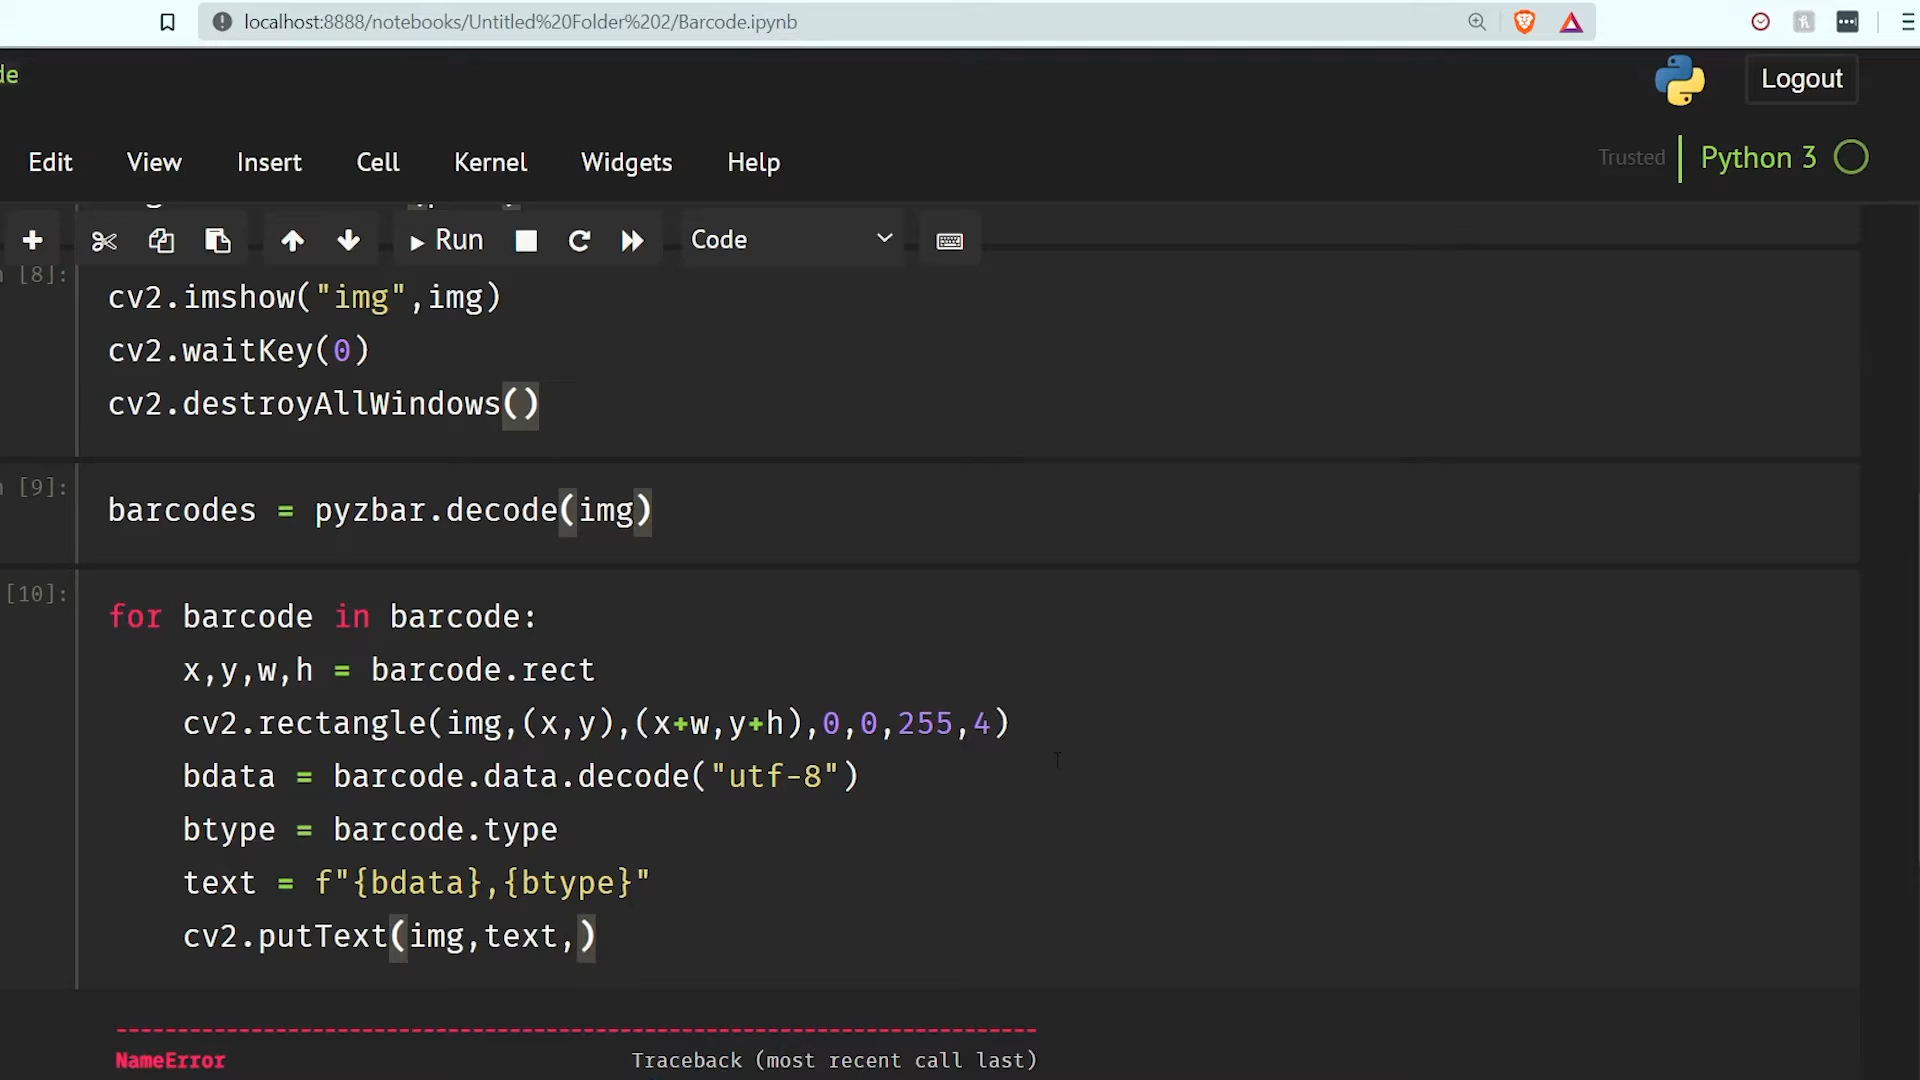 localhost:8888/notebooks/Untitled%20Folder%202/Barcode.ipynb
de
Logout
Edit View Insert Cell Kernel Widgets Help
Trusted Python 3
Run Code
[8]:
cv2.imshow("img",img)
cv2.waitKey(0)
cv2.destroyAllWindows()
[9]:
barcodes = pyzbar.decode(img)
[10]:
for barcode in barcode:
x,y,w,h = barcode.rect
cv2.rectangle(img,(x,y),(x+w,y+h),0,0,255,4)
bdata = barcode.data.decode("utf-8")
btype = barcode.type
text = f"{bdata},{btype}"
cv2.putText(img,text,)
---------------------------------------------------------------------------
NameError Traceback (most recent call last)